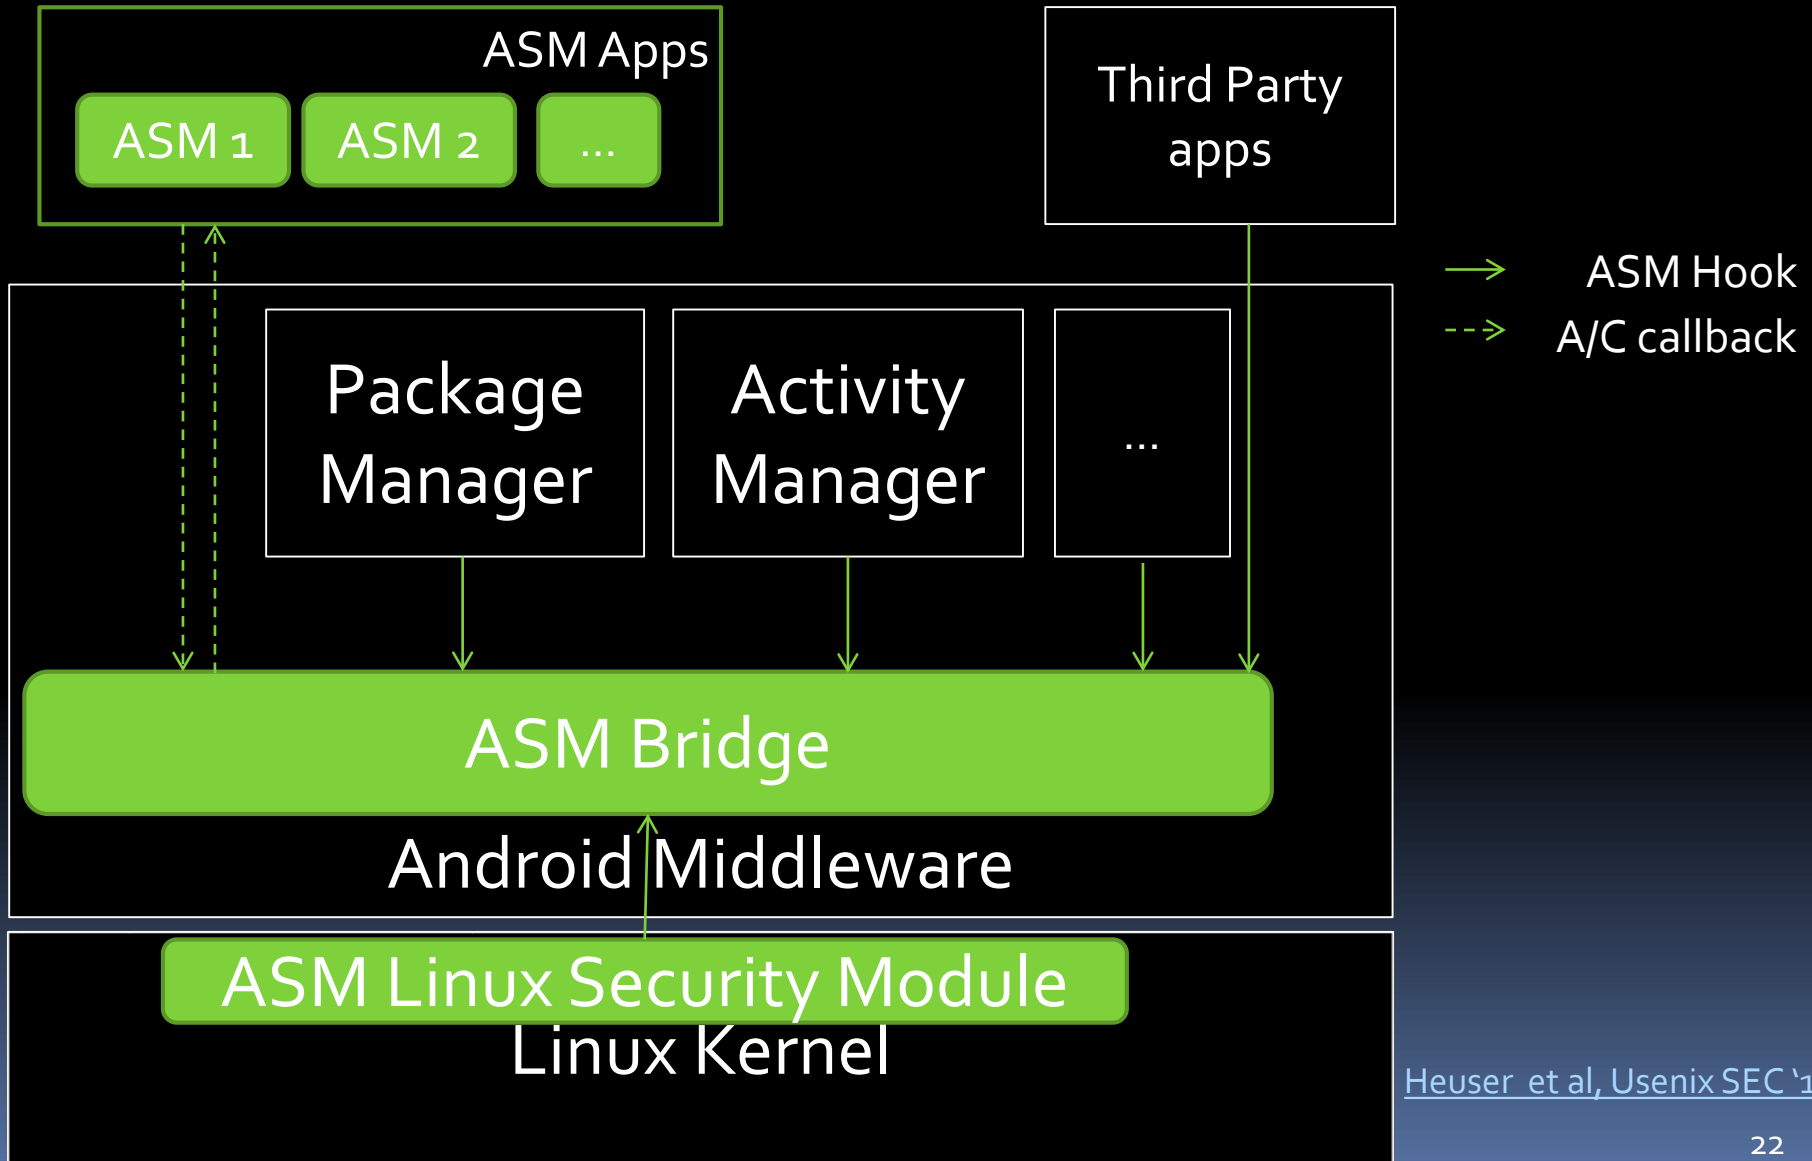 ASM Apps
ASM 1
ASM 2
...
Third Party
apps
ASM Hook
A/C callback
Package
Manager
Activity
Manager
...
ASM Bridge
Android Middleware
ASM Linux Security Module
Linux Kernel
Heuser et al, Usenix SEC ‘1
22